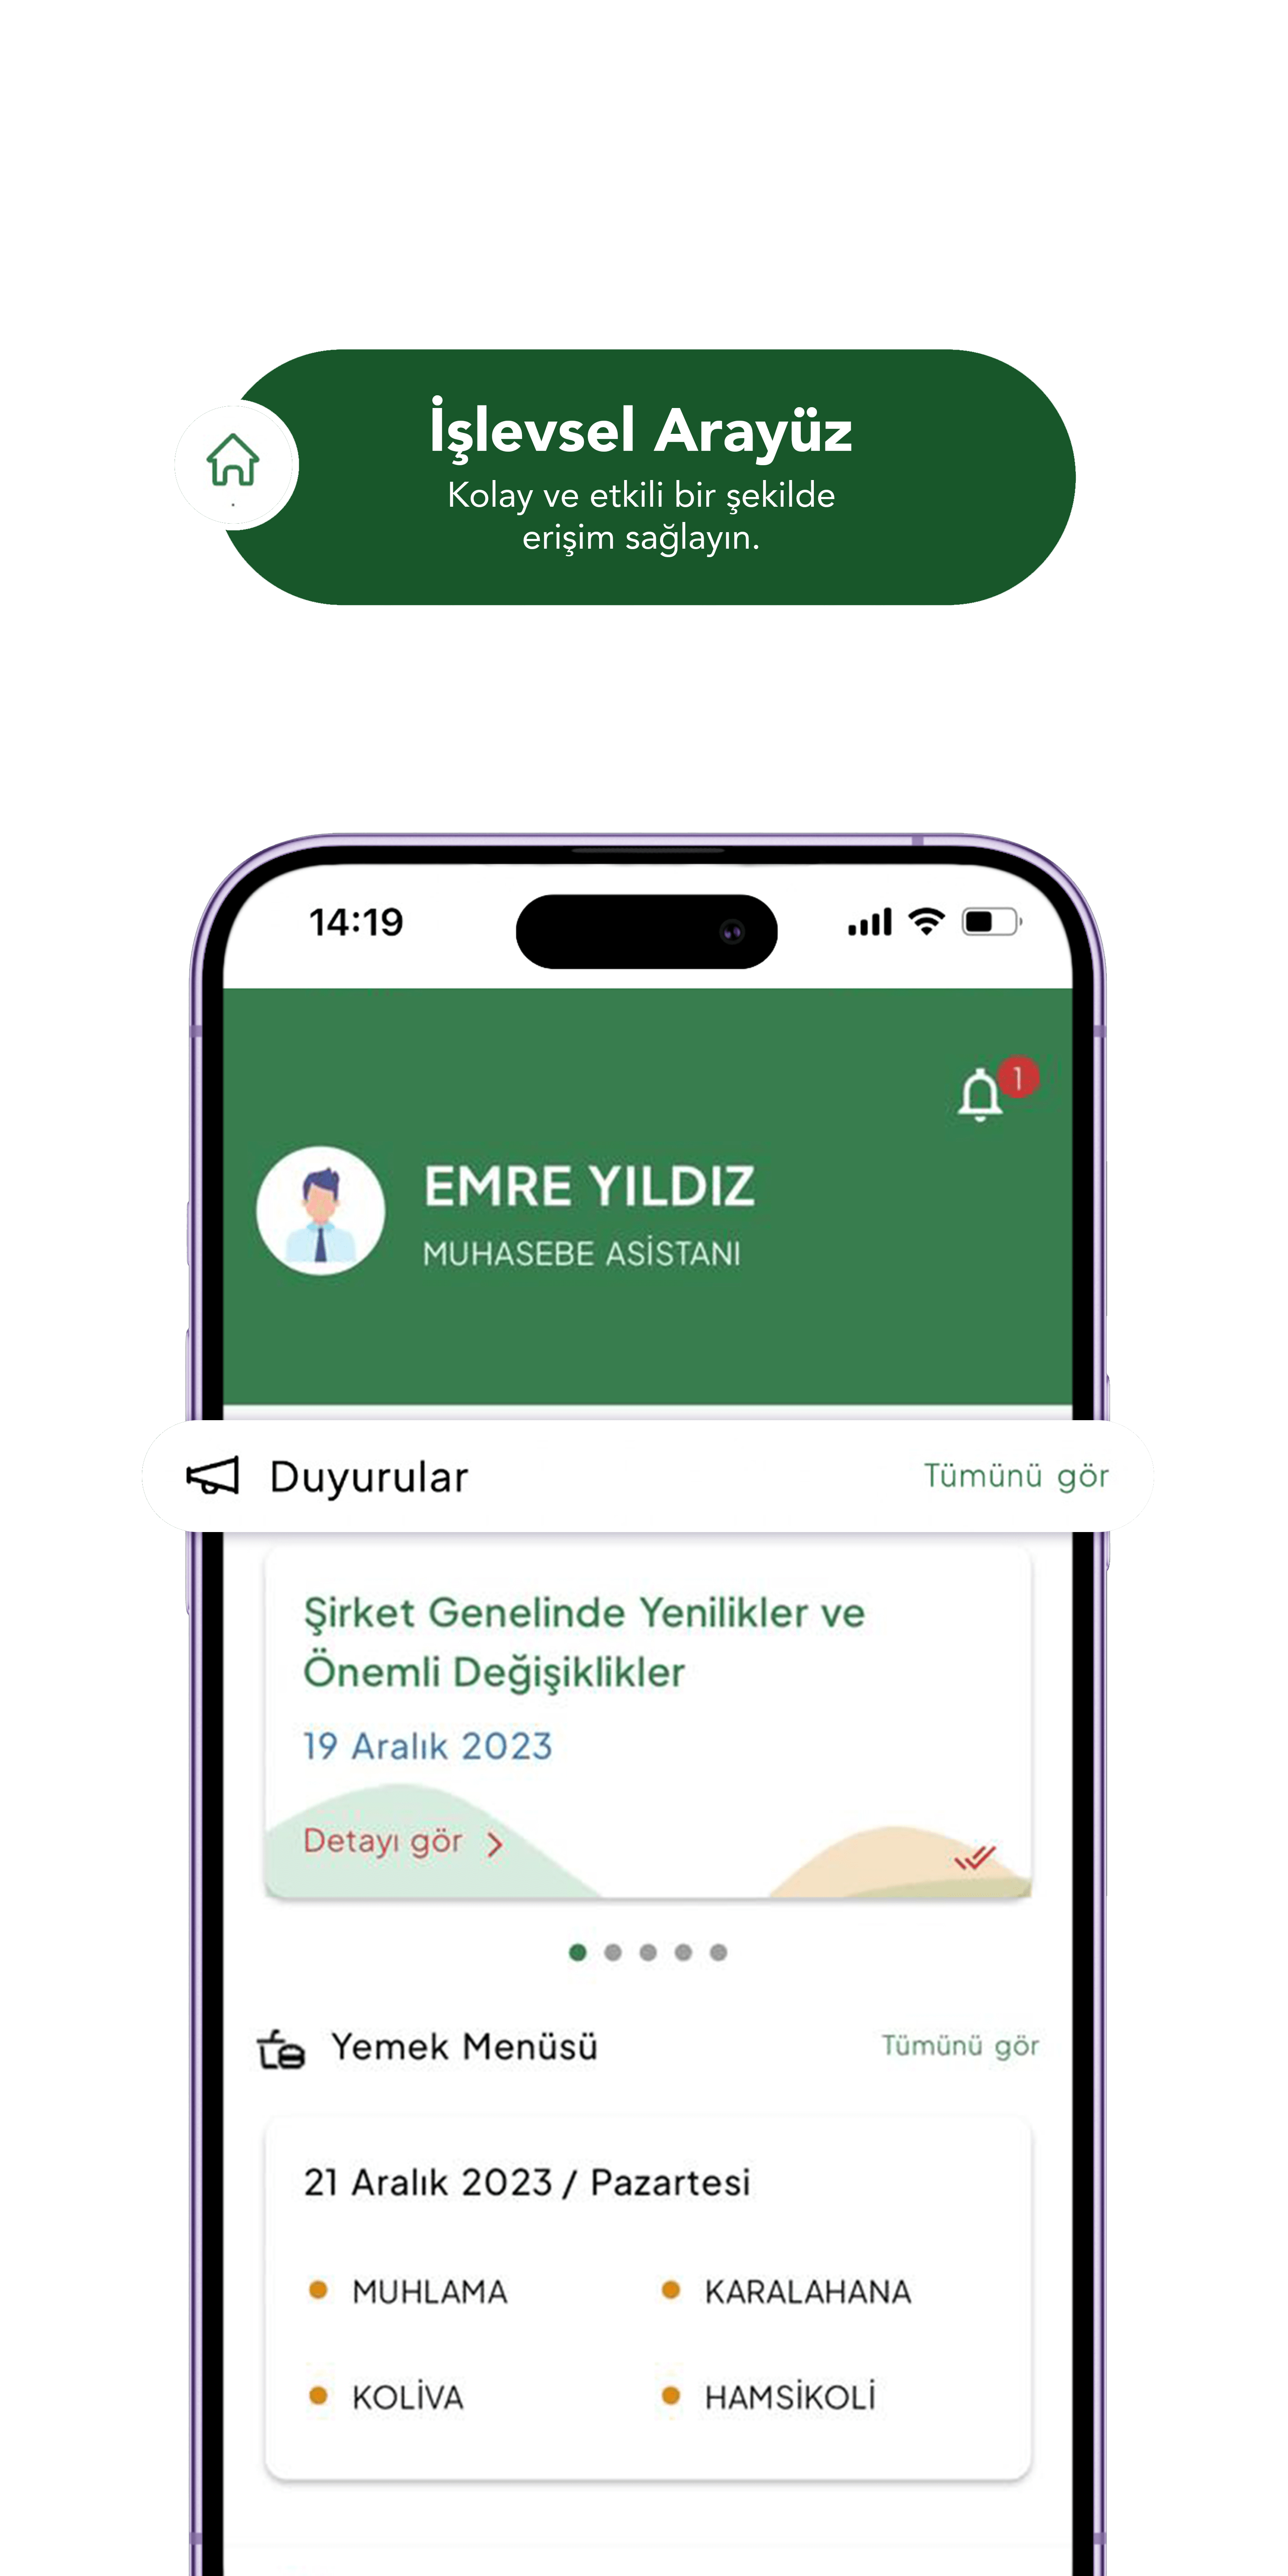 İşlevsel Arayüz
Kolay ve etkili bir şekilde
erişim sağlayın.
14:19
1
EMRE YILDIZ
MUHASEBE ASİSTANI
Duyurular
Tümünü gör
Şirket Genelinde Yenilikler ve
Önemli Değişiklikler
19 Aralık 2023
Detayı gör
Yemek Menüsü
Tümünü gör
21 Aralık 2023 / Pazartesi
MUHLAMA
KARALAHANA
KOLİVA
HAMSİKOLİ